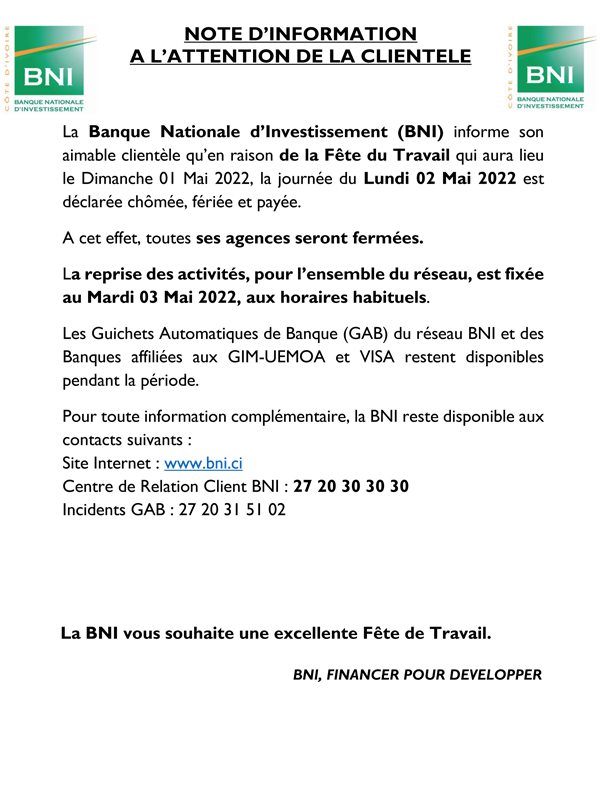 NOTE D’INFORMATION
A L’ATTENTION DE LA CLIENTELE
CÔTE D'IVOIRE
BNI
BANQUE NATIONALE
D'INVESTISSEMENT
CÔTE D'IVOIRE
BNI
BANQUE NATIONALE
D'INVESTISSEMENT
La Banque Nationale d’Investissement (BNI) informe son
aimable clientèle qu’en raison de la Fête du Travail qui aura lieu
le Dimanche 01 Mai 2022, la journée du Lundi 02 Mai 2022 est
déclarée chômée, fériée et payée.
A cet effet, toutes ses agences seront fermées.
La reprise des activités, pour l’ensemble du réseau, est fixée
au Mardi 03 Mai 2022, aux horaires habituels.
Les Guichets Automatiques de Banque (GAB) du réseau BNI et des
Banques affiliées aux GIM-UEMOA et VISA restent disponibles
pendant la période.
Pour toute information complémentaire, la BNI reste disponible aux
contacts suivants :
Site Internet : www.bni.ci
Centre de Relation Client BNI : 27 20 30 30 30
Incidents GAB : 27 20 31 51 02
La BNI vous souhaite une excellente Fête de Travail.
BNI, FINANCER POUR DEVELOPPER